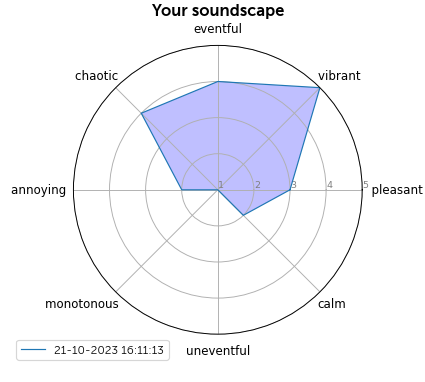 Your soundscape
eventful
chaotic
vibrant
annoying
1
2
3
4
5
pleasant
monotonous
calm
uneventful
21-10-2023 16:11:13